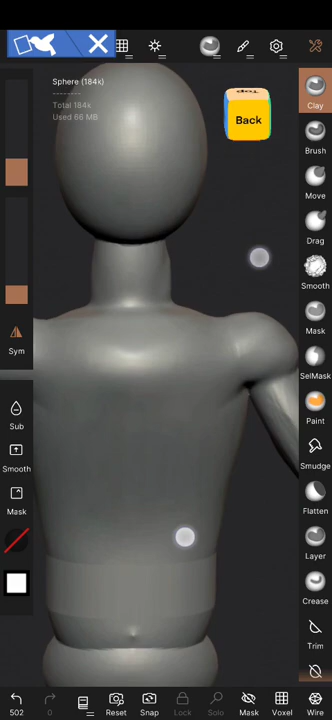 Sphere (184k)
--------
Total 184k
Used 66 MB
Top
Back
Clay
Brush
Move
Drag
Smooth
Mask
SelMask
Paint
Smudge
Flatten
Layer
Crease
Trim
Sym
Sub
Smooth
Mask
502
0
Reset
Snap
Lock
Solo
Mask
Voxel
Wire